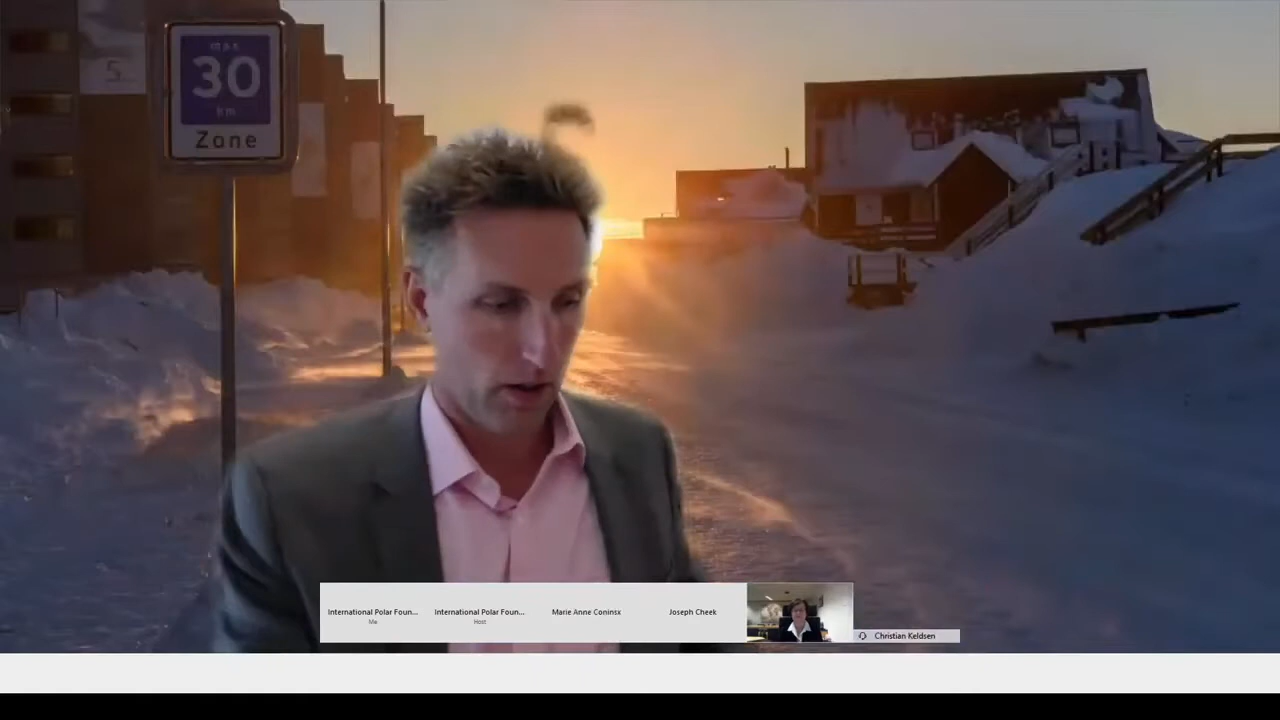 5
max
30
km
Zone
International Polar Foun...
Me
International Polar Foun...
Host
Marie Anne Coninsx
Joseph Cheek
Christian Keldsen